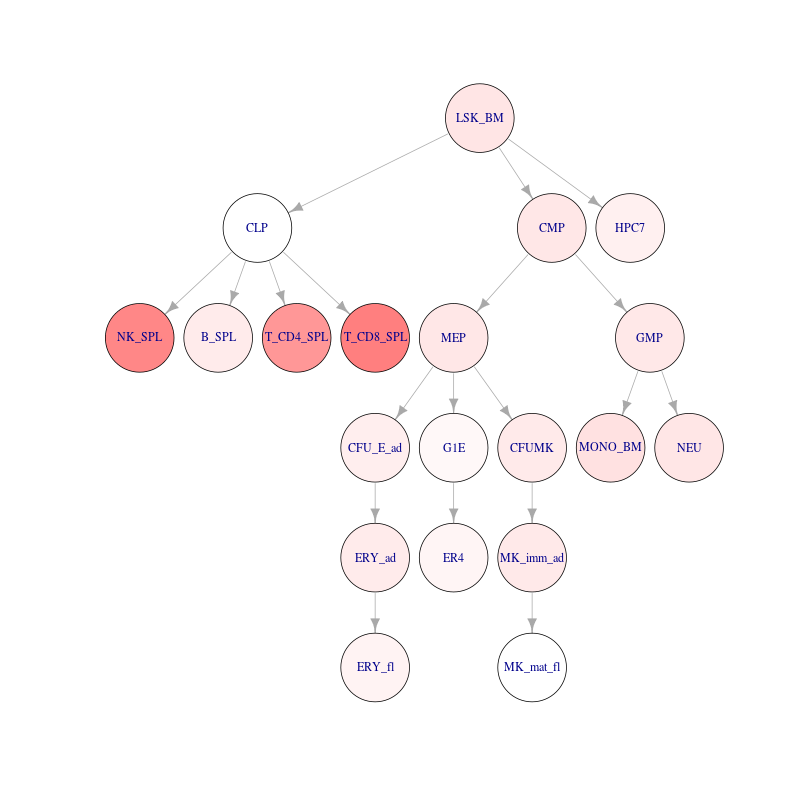 LSK_BM
CLP
CMP
HPC7
NK_SPL
B_SPL
T_CD4_SPL
T_CD8_SPL
MEP
GMP
CFU_E_ad
G1E
CFUMK
MONO_BM
NEU
ERY_ad
ER4
MK_imm_ad
ERY_fl
MK_mat_fl